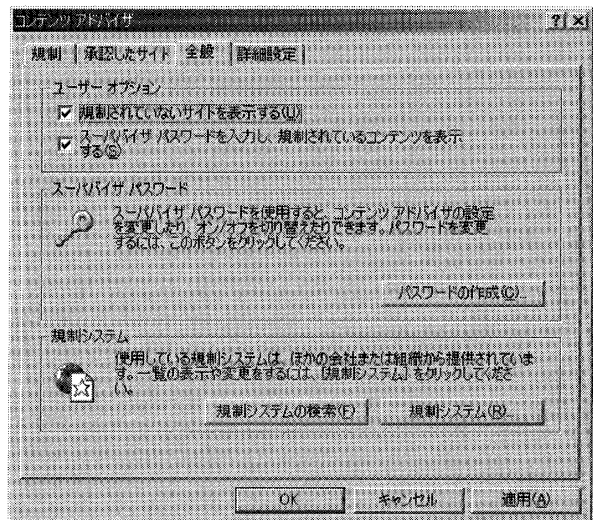 コンテンツ アドバイザ
規制 承認したサイト 全般 詳細設定
ユーザー オプション
規制されていないサイトを表示する(U)
スーパバイザ パスワードを入力し、規制されているコンテンツを表示
する(S)
スーパバイザ パスワード
スーパバイザ パスワードを使用すると、コンテンツ アドバイザの設定
を変更したり、オン/オフを切り替えたりできます。パスワードを変更
するには、このボタンをクリックしてください。
パスワードの作成(C)...
規制システム
使用している規制システムは、ほかの会社または組織から提供されていま
す。一覧の表示や変更をするには、[規制システム] をクリックしてくださ
い。
規制システムの検索(F) 規制システム(R)...
OK キャンセル 適用(A)